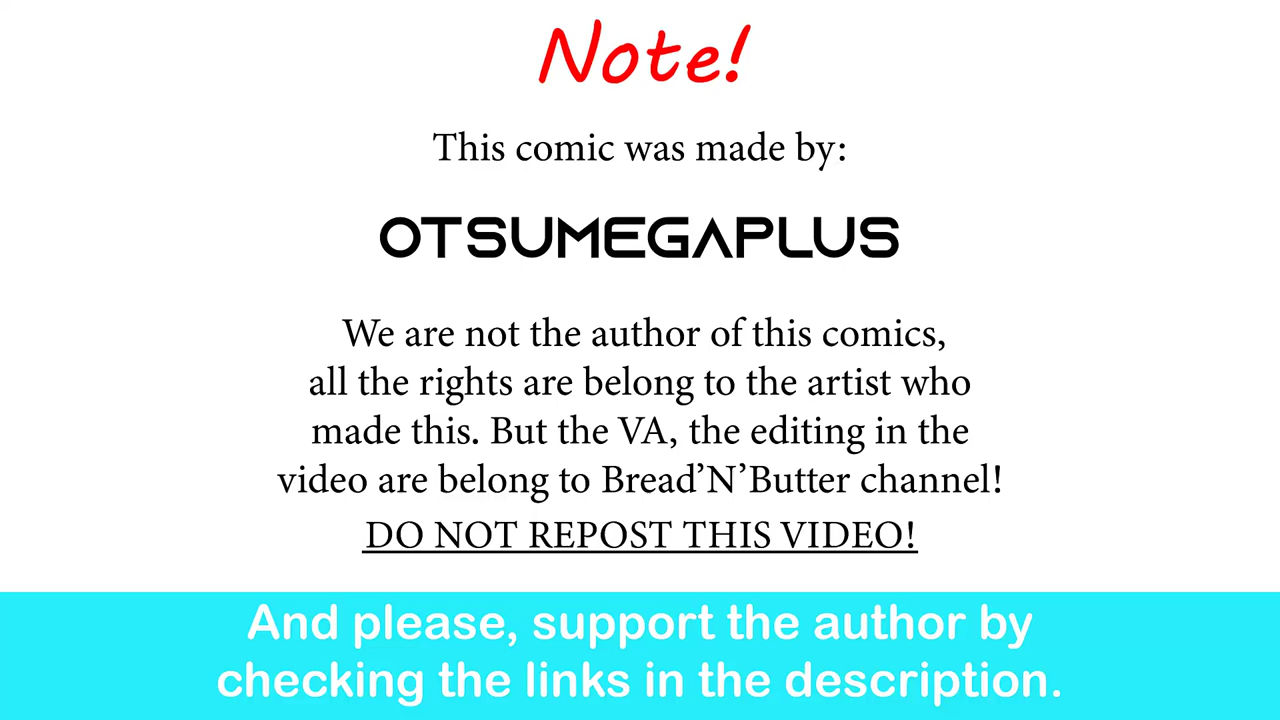 Note!
This comic was made by:
OTSUMEGAPLUS
We are not the author of this comics,
all the rights are belong to the artist who
made this. But the VA, the editing in the
video are belong to Bread’N’Butter channel!
DO NOT REPOST THIS VIDEO!
And please, support the author by
checking the links in the description.